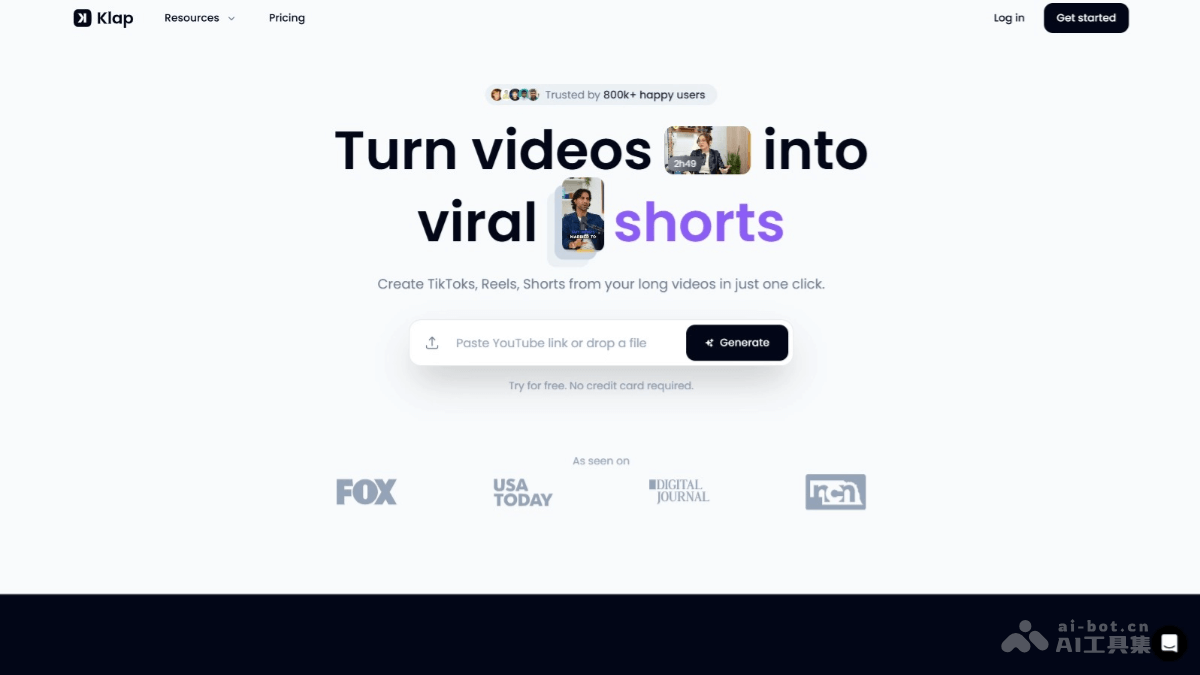 Klap
Resources
Pricing
Log in
Get started
Trusted by 800k+ happy users
Turn videos into
2h49
viral shorts
Create TikToks, Reels, Shorts from your long videos in just one click.
Paste YouTube link or drop a file
Generate
Try for free. No credit card required.
As seen on
FOX
USA
TODAY
DIGITAL
JOURNAL
ncn
ai-bot.cn
AI工具集